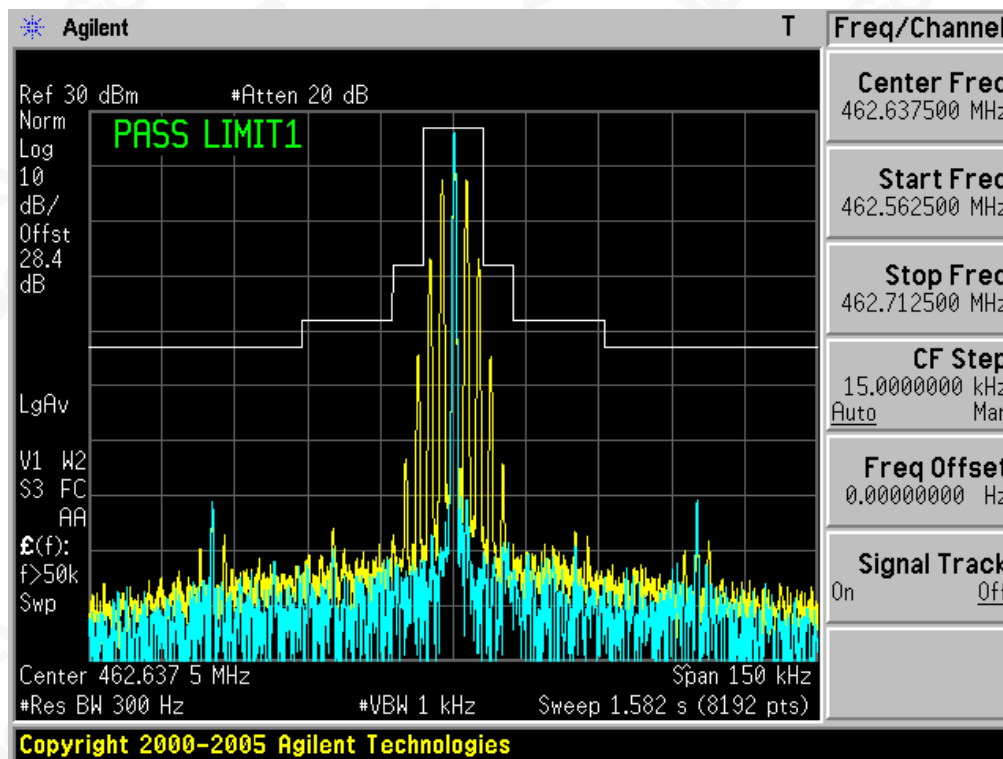 Agilent T
Ref 30 dBm #Atten 20 dB
Norm
Log
10
dB/
Offst
28.4
dB
LgAv
V1 W2
S3 FC
AA
£(f):
f>50k
Swp
PASS LIMIT1
Center 462.637 5 MHz Span 150 kHz
#Res BW 300 Hz #VBW 1 kHz Sweep 1.582 s (8192 pts)
Copyright 2000-2005 Agilent Technologies
Freq/Channel
Center Freq
462.637500 MHz
Start Freq
462.562500 MHz
Stop Freq
462.712500 MHz
CF Step
15.0000000 kHz
Auto Man
Freq Offset
0.00000000 Hz
Signal Track
On Off